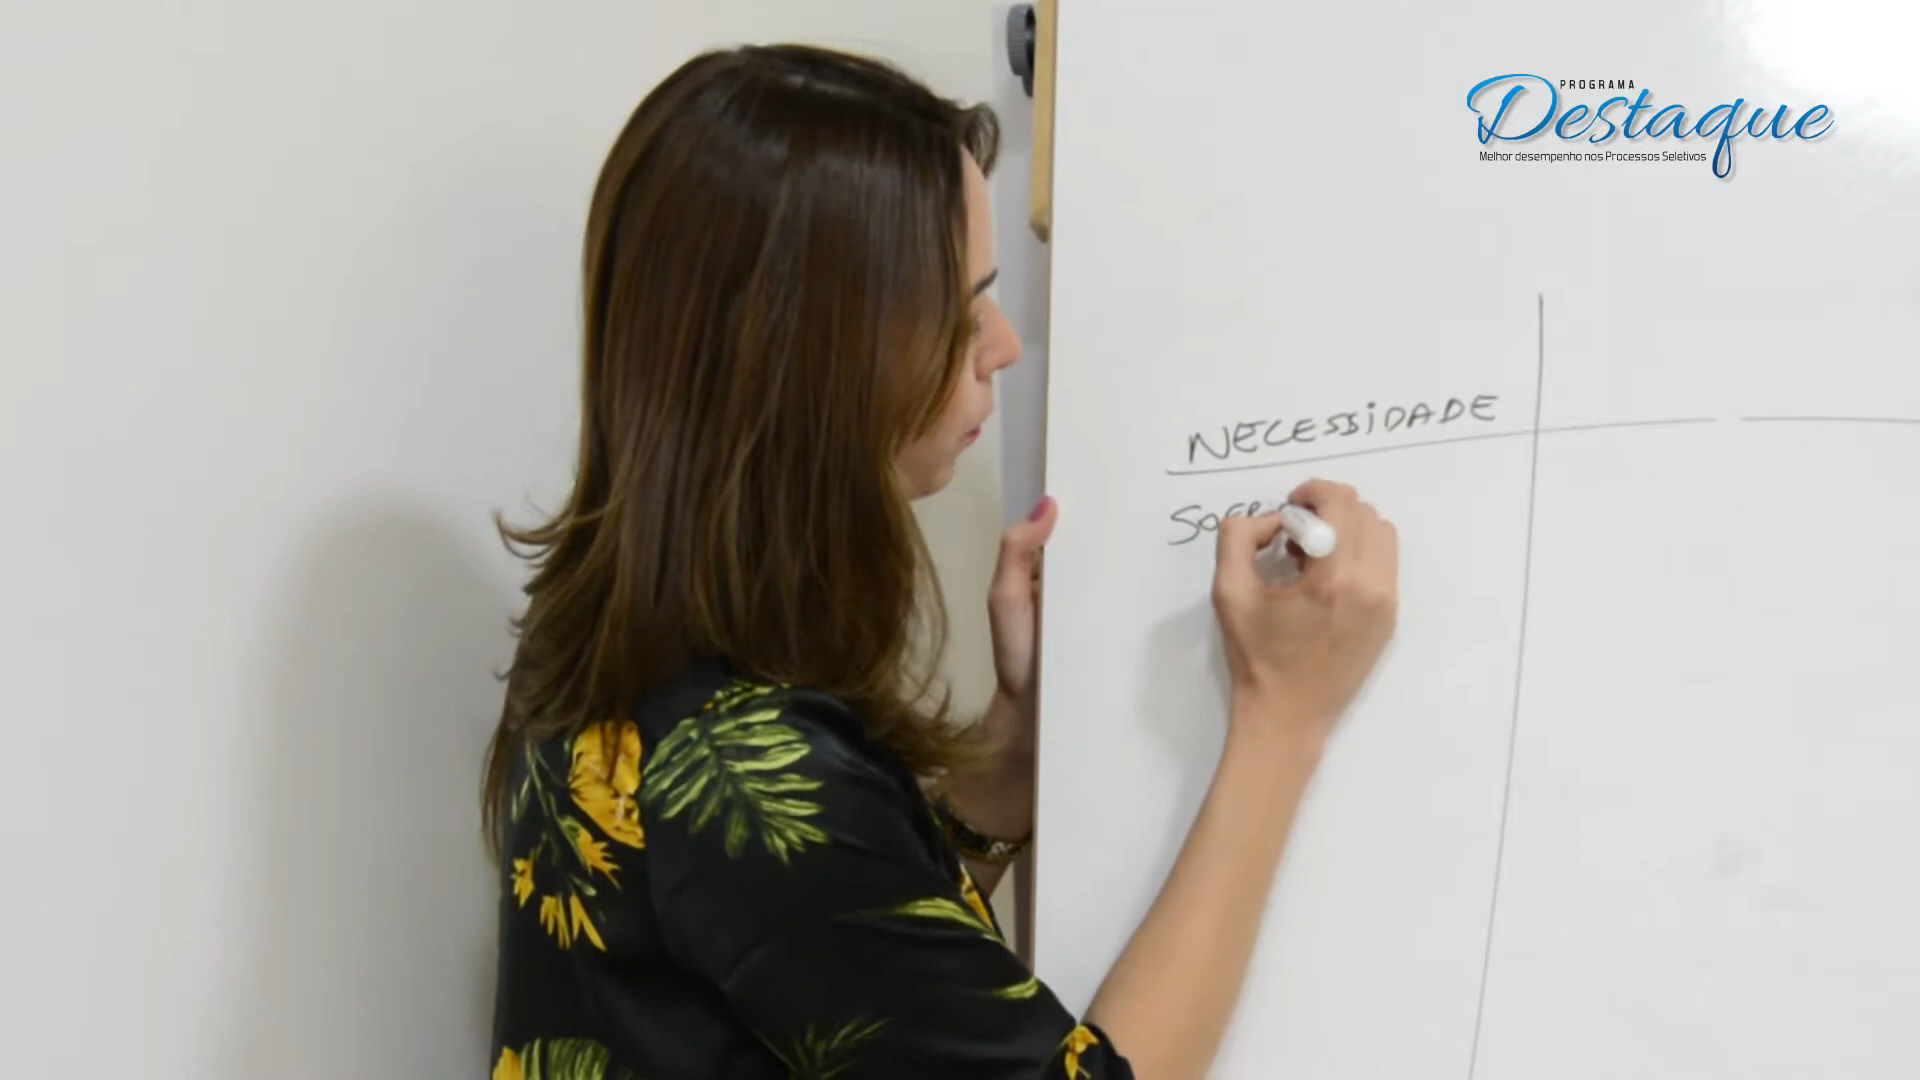 PROGRAMA
Destaque
Melhor desempenho nos Processos Seletivos
NECESSIDADE